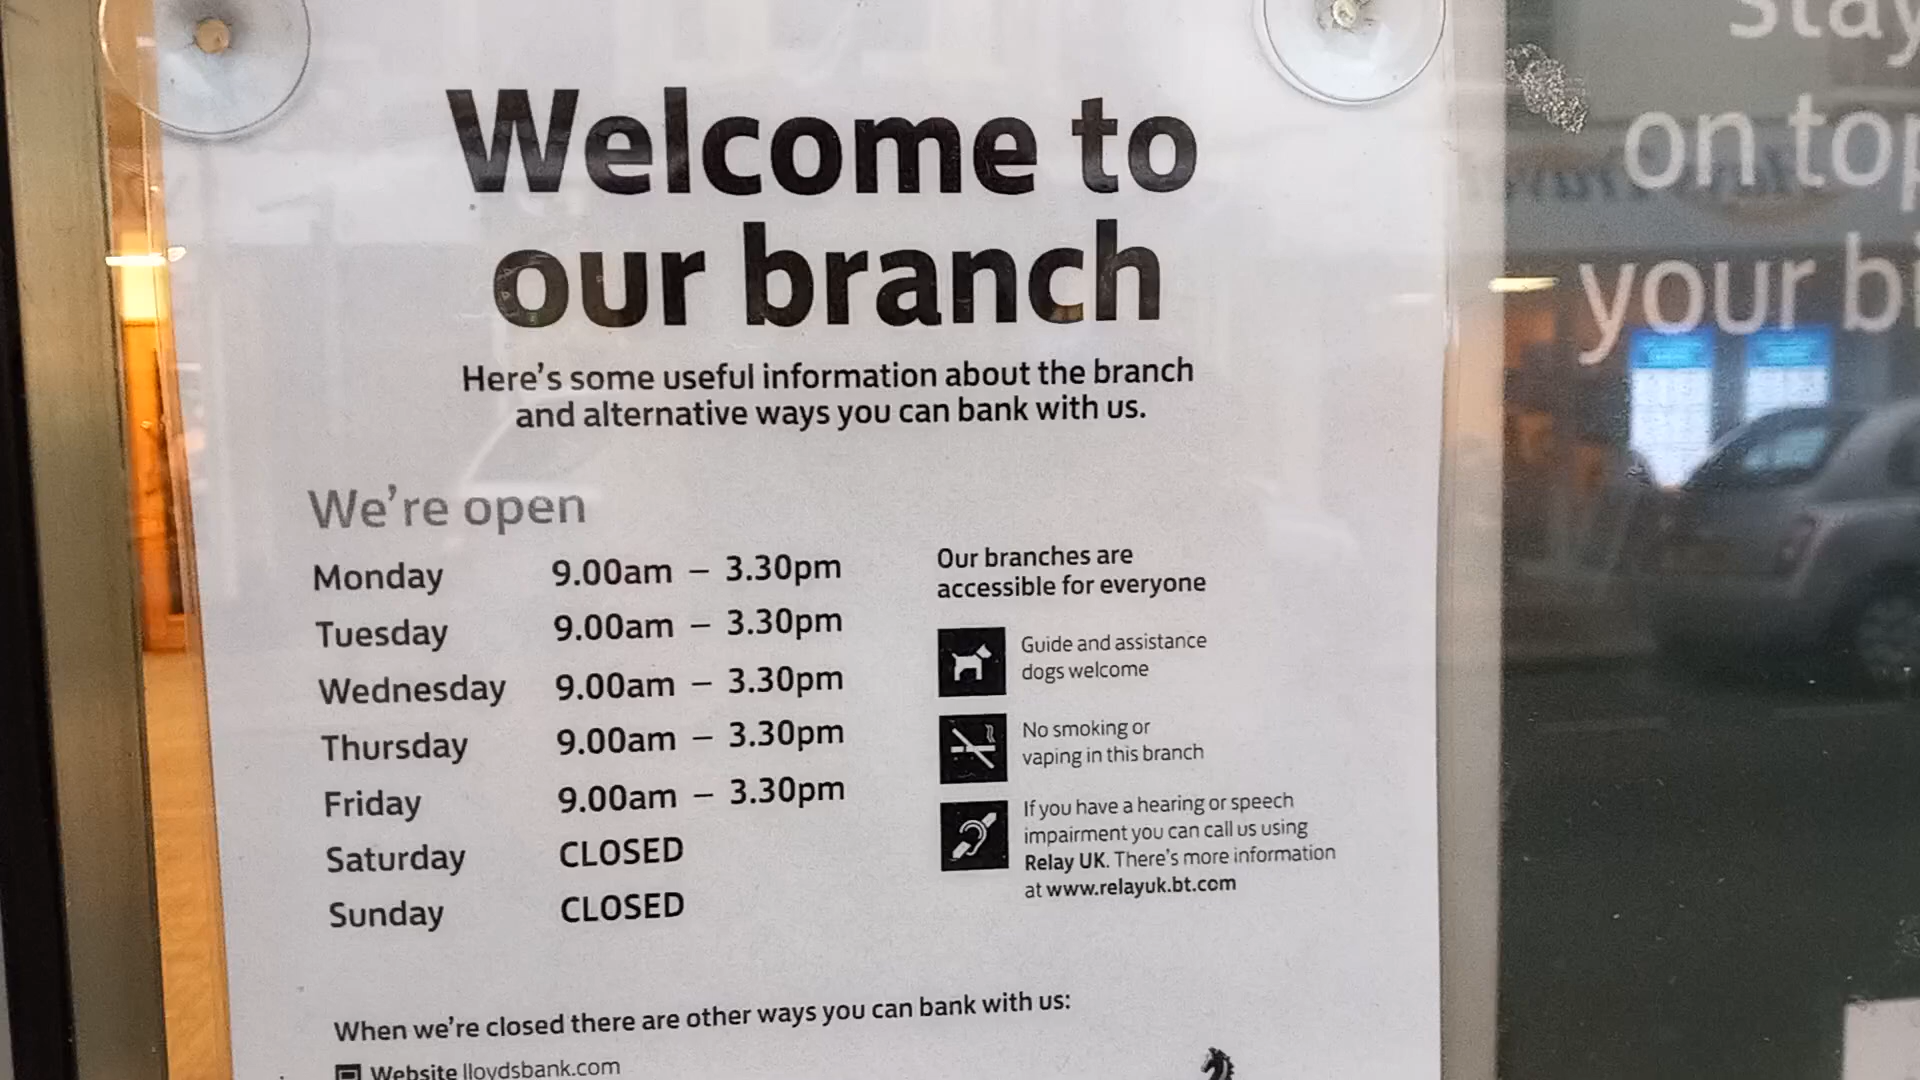 Welcome to
our branch
Here's some useful information about the branch
and alternative ways you can bank with us.
We're open
Monday 9.00am – 3.30pm
Tuesday 9.00am – 3.30pm
Wednesday 9.00am – 3.30pm
Thursday 9.00am – 3.30pm
Friday 9.00am – 3.30pm
Saturday CLOSED
Sunday CLOSED
Our branches are
accessible for everyone
Guide and assistance
dogs welcome
No smoking or
vaping in this branch
If you have a hearing or speech
impairment you can call us using
Relay UK. There's more information
at www.relayuk.bt.com
When we're closed there are other ways you can bank with us:
Website lloydsbank.com
stay
on top
your